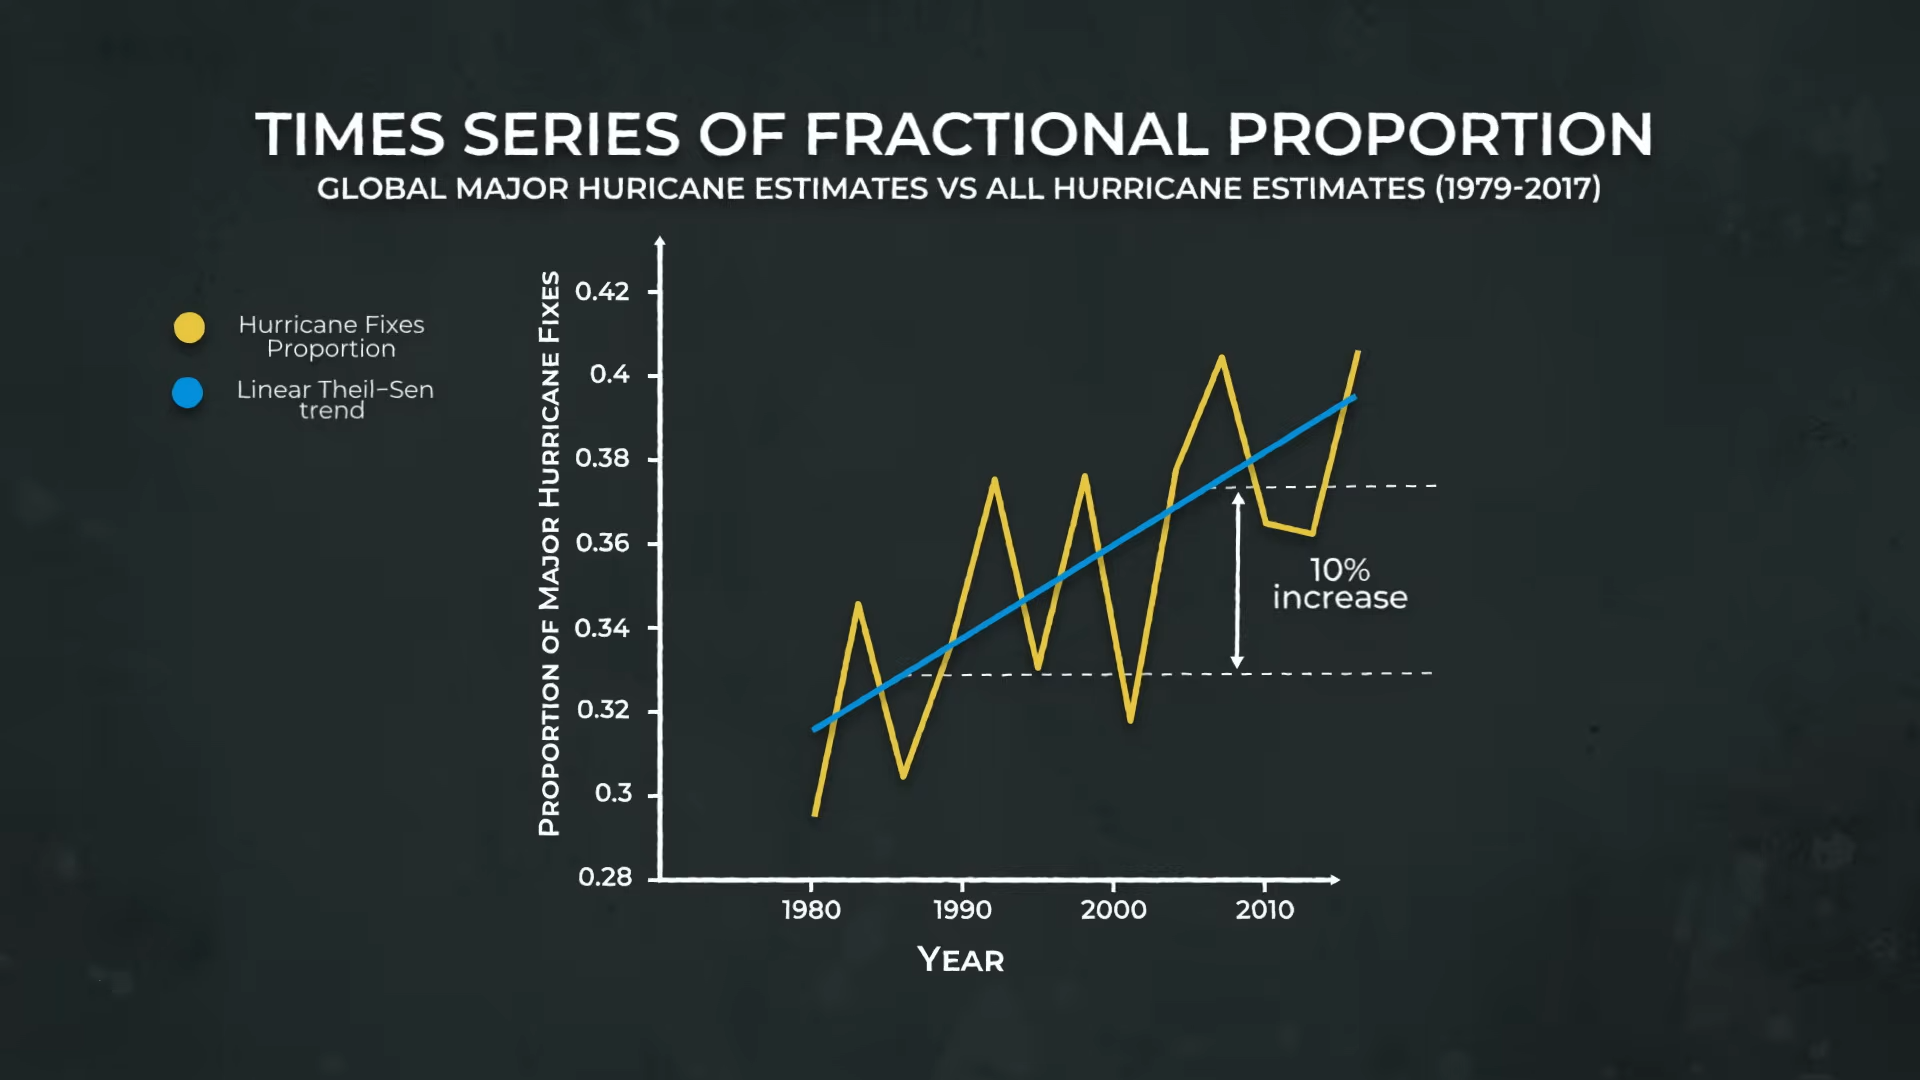 TIMES SERIES OF FRACTIONAL PROPORTION
GLOBAL MAJOR HURICANE ESTIMATES VS ALL HURRICANE ESTIMATES (1979-2017)
Hurricane Fixes
Proportion
Linear Theil-Sen
trend
PROPORTION OF MAJOR HURRICANE FIXES
0.42
0.4
0.38
0.36
0.34
0.32
0.3
0.28
10%
increase
1980 1990 2000 2010
YEAR